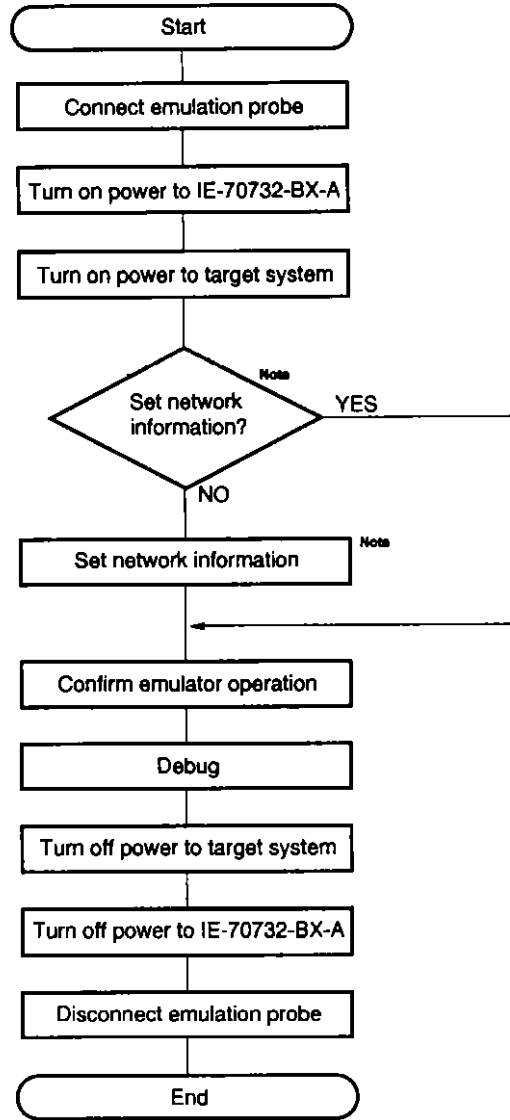 Start
Connect emulation probe
Turn on power to IE-70732-BX-A
Turn on power to target system
Note
Set network
information?
YES
NO
Set network information
Note
Confirm emulator operation
Debug
Turn off power to target system
Turn off power to IE-70732-BX-A
Disconnect emulation probe
End